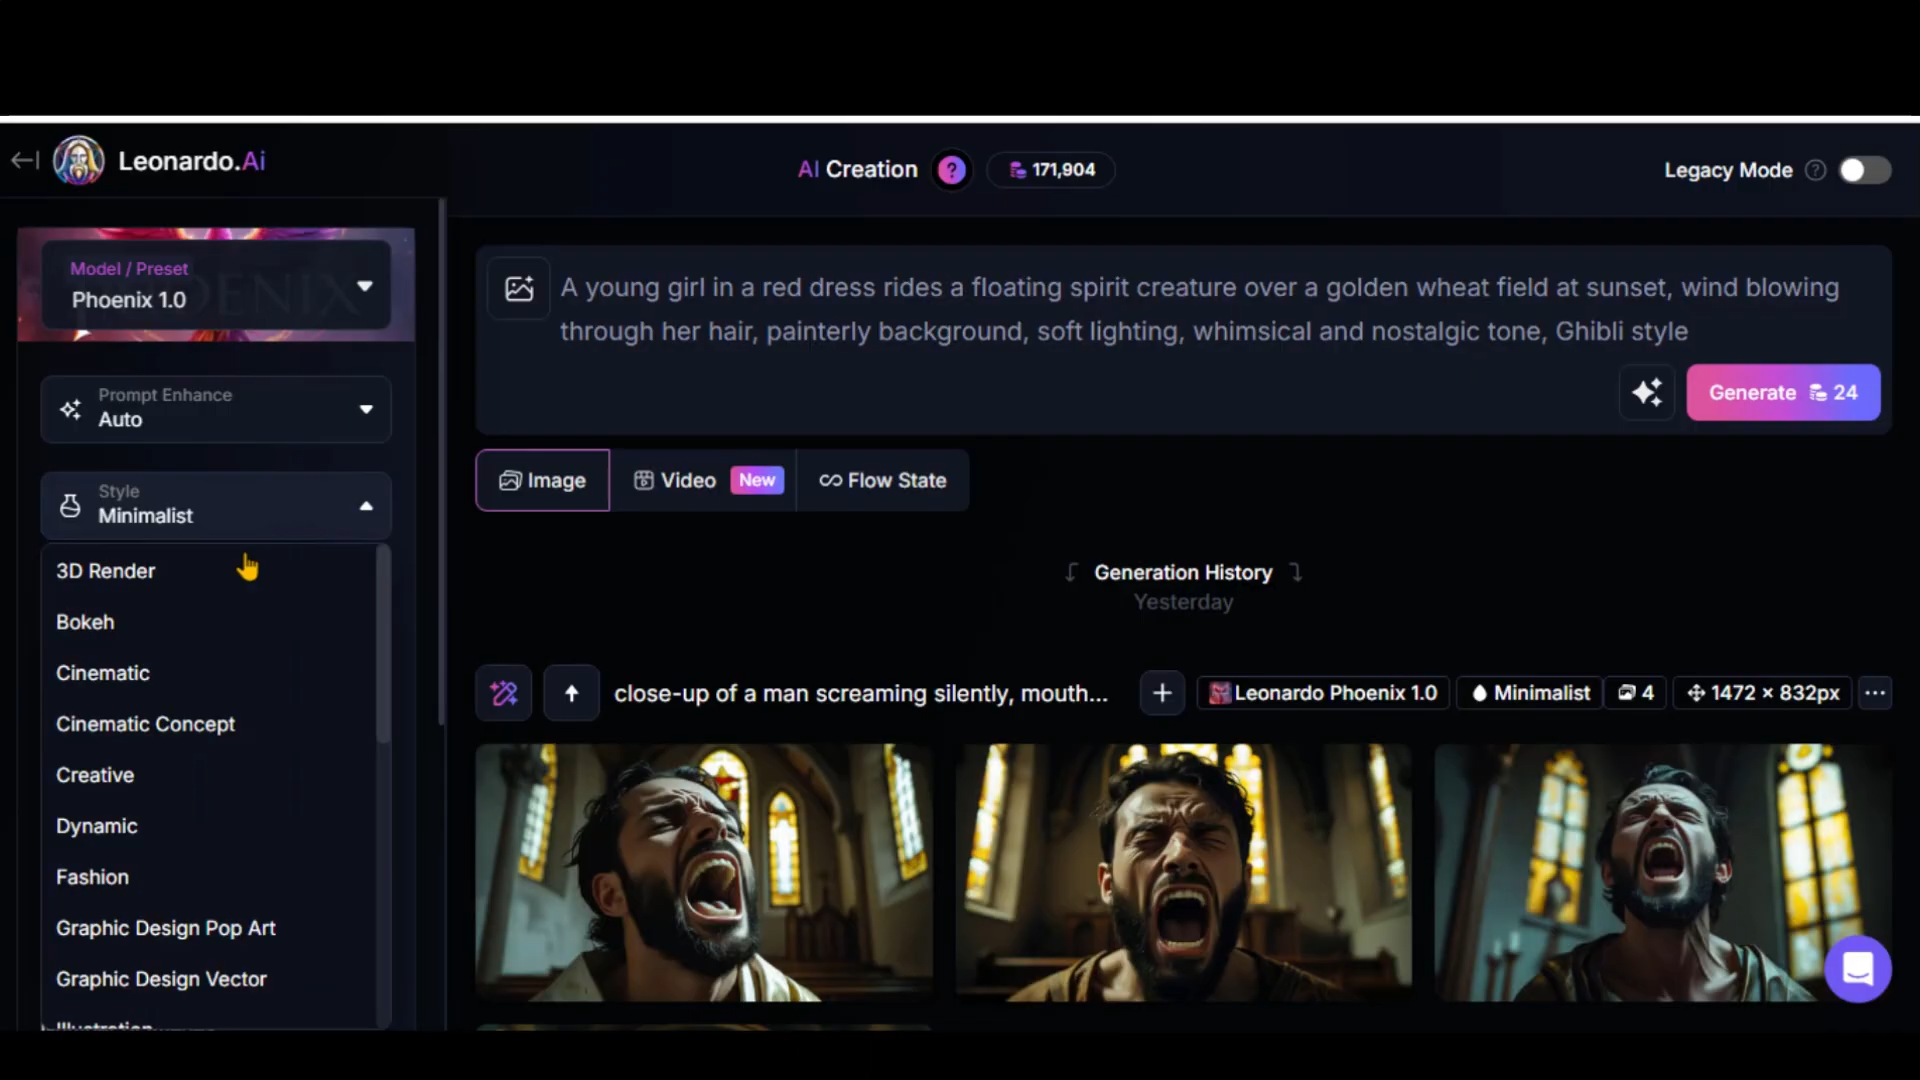 Leonardo.Ai
AI Creation
?
171,904
Legacy Mode
?
Model / Preset
Phoenix 1.0
Prompt Enhance
Auto
Style
Minimalist
3D Render
Bokeh
Cinematic
Cinematic Concept
Creative
Dynamic
Fashion
Graphic Design Pop Art
Graphic Design Vector
A young girl in a red dress rides a floating spirit creature over a golden wheat field at sunset, wind blowing
through her hair, painterly background, soft lighting, whimsical and nostalgic tone, Ghibli style
Generate 24
Image
Video New
Flow State
Generation History
Yesterday
close-up of a man screaming silently, mouth...
Leonardo Phoenix 1.0
Minimalist
4
1472 × 832px